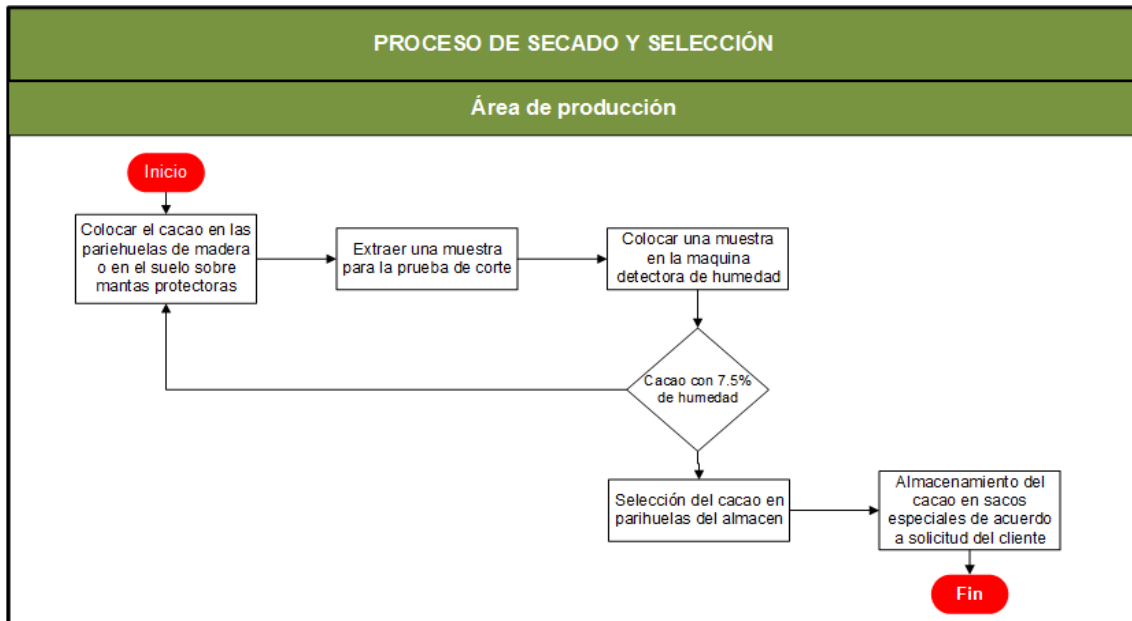 PROCESO DE SECADO Y SELECCIÓN
Área de producción
Inicio
Colocar el cacao en las
pariehuelas de madera
o en el suelo sobre
mantas protectoras
Extraer una muestra
para la prueba de corte
Colocar una muestra
en la maquina
detectora de humedad
Cacao con 7.5%
de humedad
Selección del cacao en
parihuelas del almacen
Almacenamiento del
cacao en sacos
especiales de acuerdo
a solicitud del cliente
Fin